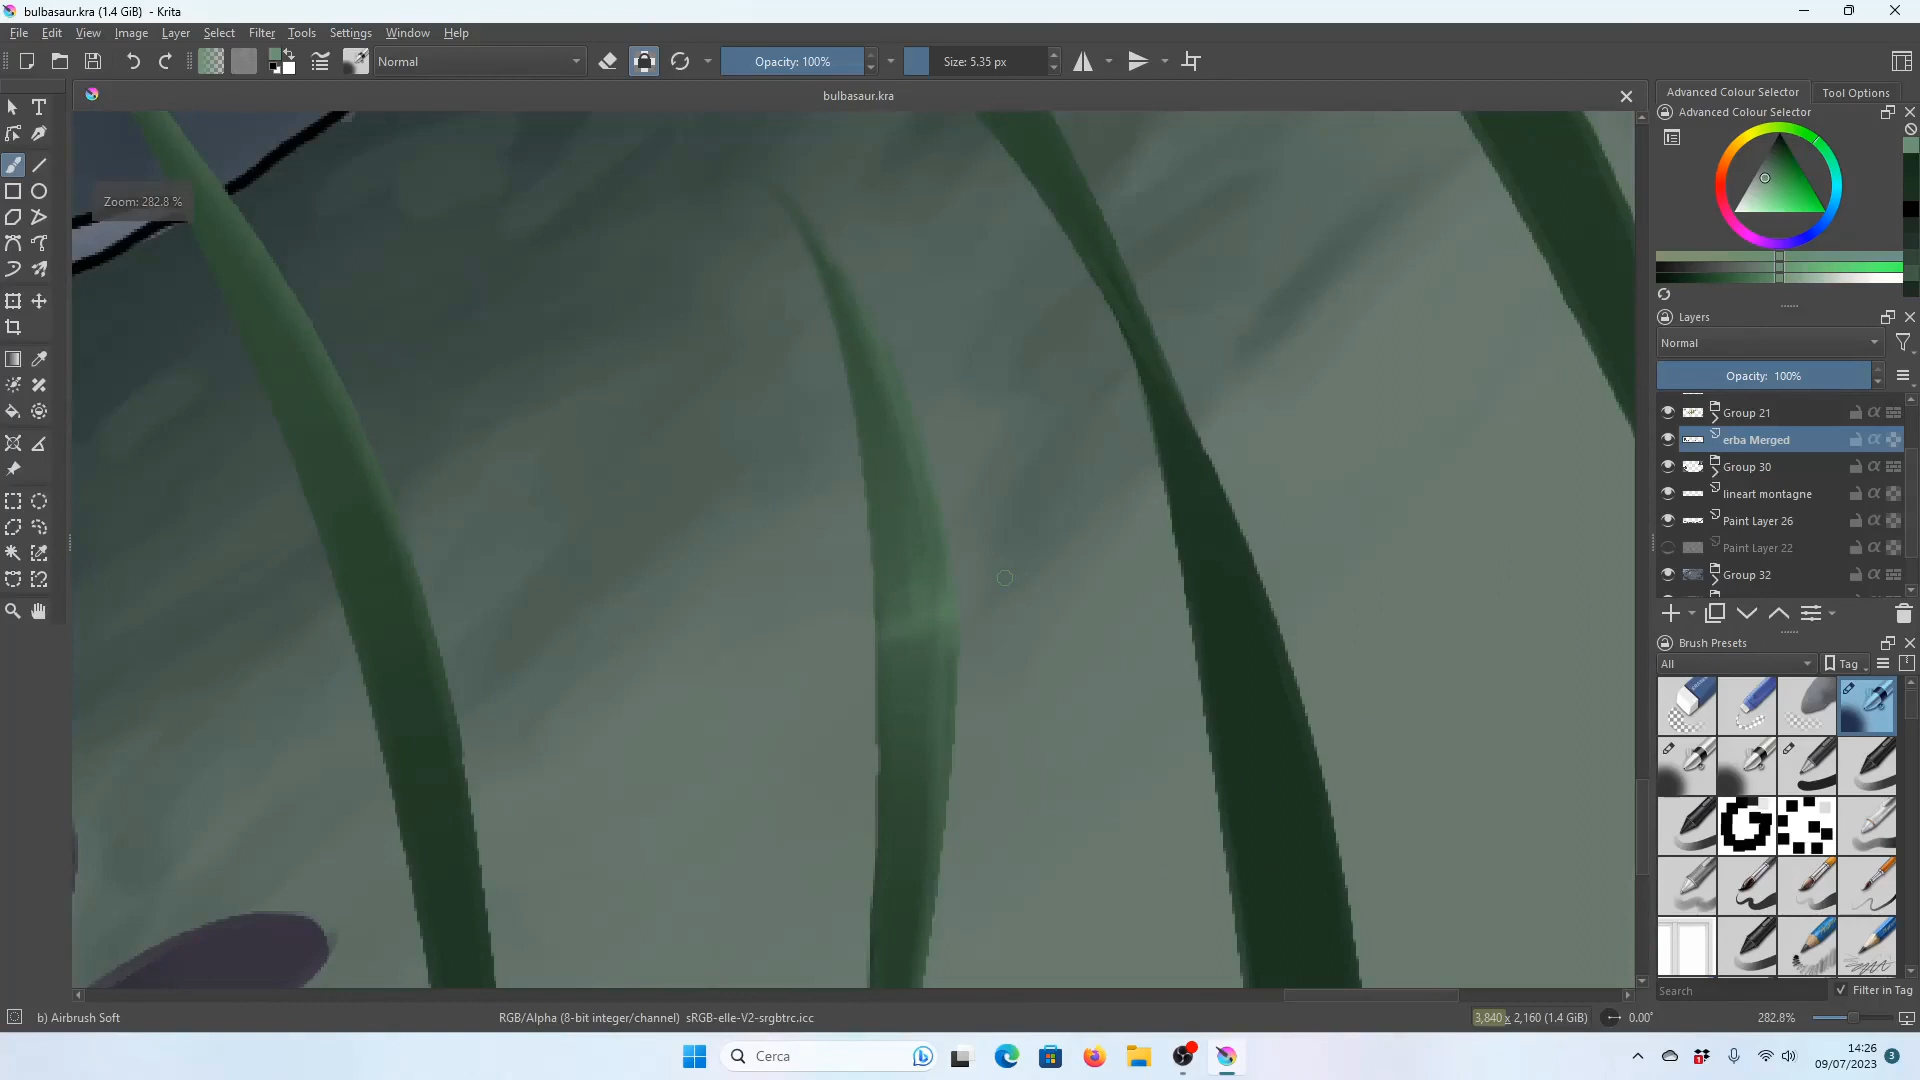 bulbasaur.kra (1.4 GiB) - Krita
File Edit View Image Layer Select Filter Tools Settings Window Help
Normal
Opacity: 100%
Size: 5.35 px
bulbasaur.kra
Zoom: 282.8 %
Advanced Colour Selector
Tool Options
Advanced Colour Selector
Layers
Normal
Opacity: 100%
Group 21
erba Merged
Group 30
lineart montagne
Paint Layer 26
Paint Layer 22
Group 32
Brush Presets
All
Tag
Search
Filter in Tag
b) Airbrush Soft
RGB/Alpha (8-bit integer/channel) sRGB-elle-V2-srgbtrc.icc
3,840 x 2,160 (1.4 GiB)
0.00°
282.8%
Cerca
1
14:26
09/07/2023
3